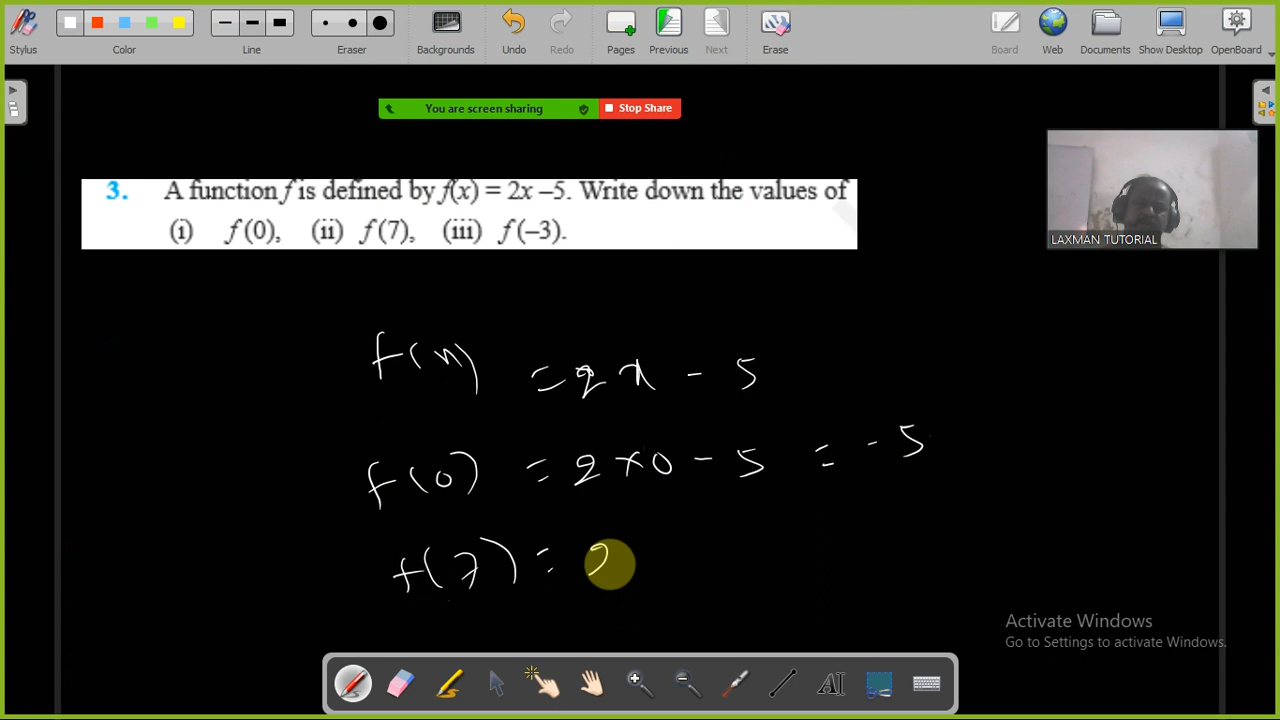 Stylus
Color
Line
Eraser
Backgrounds
Undo
Redo
Pages
Previous
Next
Erase
Board
Web
Documents
Show Desktop
OpenBoard
You are screen sharing
Stop Share
3. A function f is defined by f(x) = 2x –5. Write down the values of
(i) f (0), (ii) f (7), (iii) f (–3).
LAXMAN TUTORIAL
f(x) = 2x - 5
f(0) = 2×0 - 5 = -5
f(7) = 2
Activate Windows
Go to Settings to activate Windows.
AI